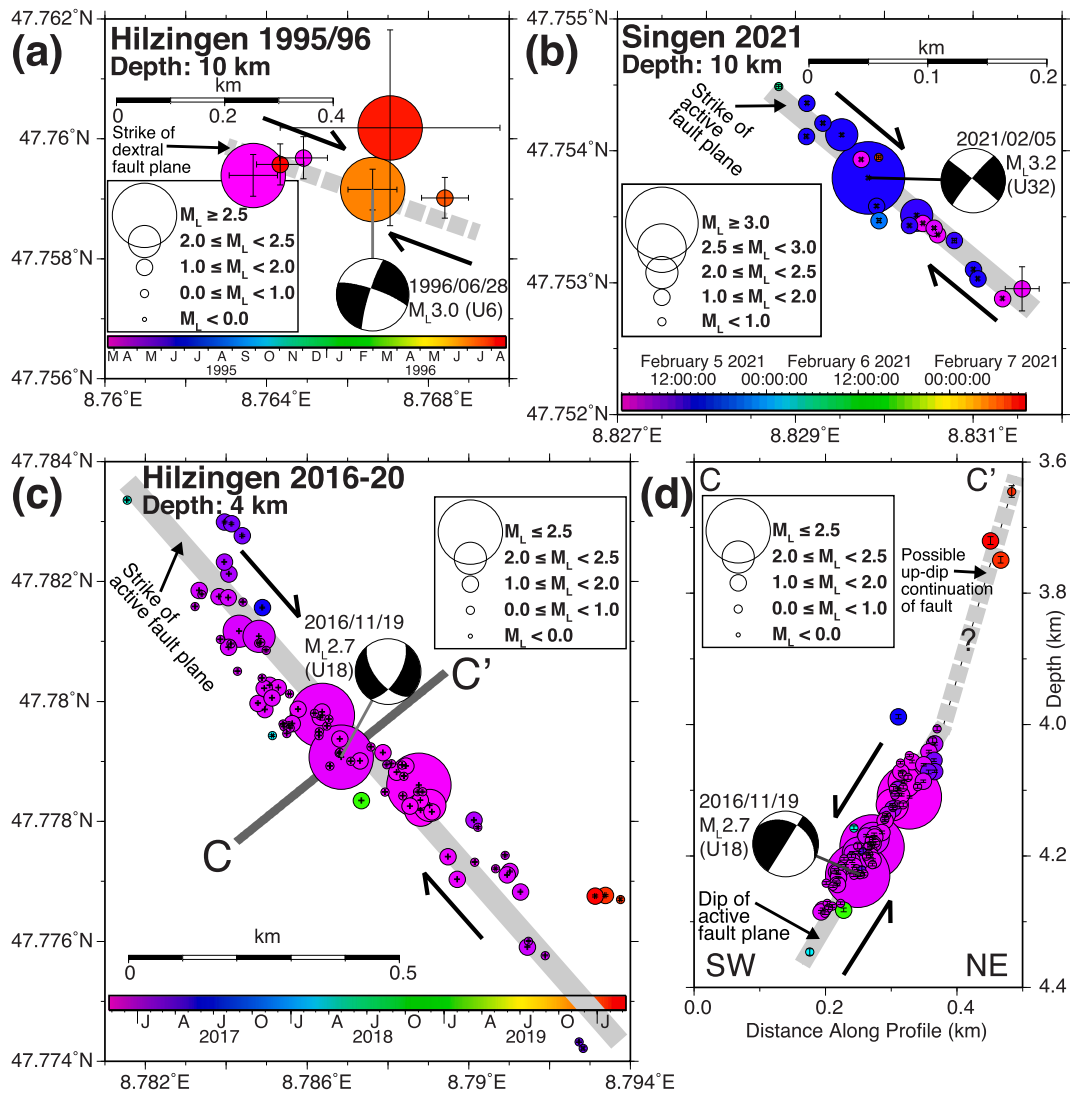 (a)
Hilzingen 1995/96
Depth: 10 km
km
0 0.2 0.4
Strike of
dextral
fault plane
M_L ≥ 2.5
2.0 ≤ M_L < 2.5
1.0 ≤ M_L < 2.0
0.0 ≤ M_L < 1.0
M_L < 0.0
1996/06/28
M_L3.0 (U6)
M A M J J A S O N D J F M A M J J A
1995 1996
47.762°N
47.76°N
47.758°N
47.756°N
8.76°E 8.764°E 8.768°E
(b)
Singen 2021
Depth: 10 km
km
0 0.1 0.2
Strike of
active
fault plane
2021/02/05
M_L3.2
(U32)
M_L ≥ 3.0
2.5 ≤ M_L < 3.0
2.0 ≤ M_L < 2.5
1.0 ≤ M_L < 2.0
M_L < 1.0
February 5 2021 February 6 2021 February 7 2021
12:00:00 00:00:00 12:00:00 00:00:00
47.755°N
47.754°N
47.753°N
47.752°N
8.827°E 8.829°E 8.831°E
(c)
Hilzingen 2016-20
Depth: 4 km
Strike of
active fault plane
M_L ≤ 2.5
2.0 ≤ M_L < 2.5
1.0 ≤ M_L < 2.0
0.0 ≤ M_L < 1.0
M_L < 0.0
2016/11/19
M_L2.7
(U18)
C'
C
km
0 0.5
J A J O J A J O J A J O J
2017 2018 2019
47.784°N
47.782°N
47.78°N
47.778°N
47.776°N
47.774°N
8.782°E 8.786°E 8.79°E 8.794°E
(d)
C C'
M_L ≤ 2.5
2.0 ≤ M_L < 2.5
1.0 ≤ M_L < 2.0
0.0 ≤ M_L < 1.0
M_L < 0.0
Possible
up-dip
continuation
of fault
?
2016/11/19
M_L2.7
(U18)
Dip of
active
fault plane
SW NE
3.6
3.8
4.0
4.2
4.4
Depth (km)
0.0 0.2 0.4
Distance Along Profile (km)